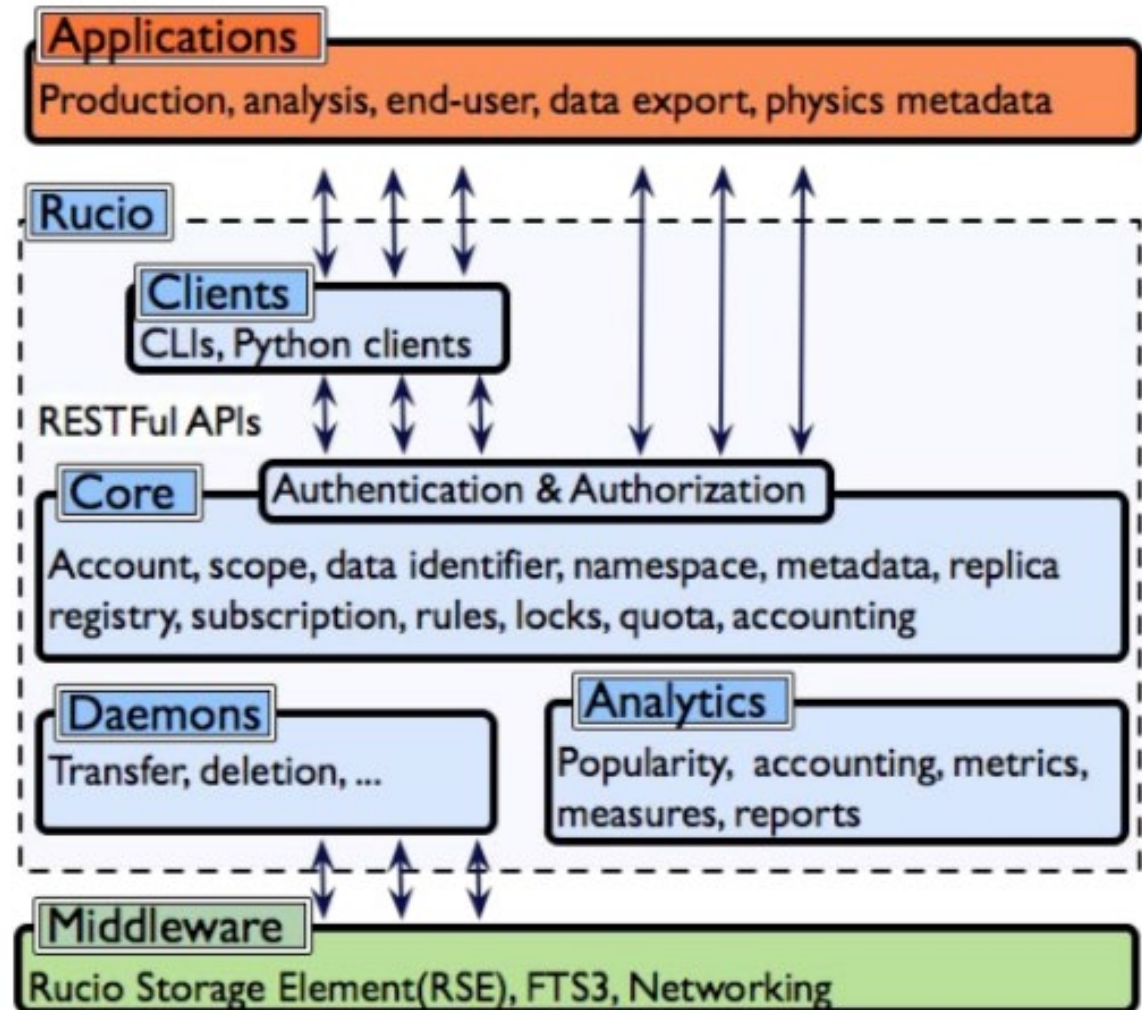 Applications
Production, analysis, end-user, data export, physics metadata
Rucio
Clients
CLIs, Python clients
RESTFul APIs
Core
Authentication & Authorization
Account, scope, data identifier, namespace, metadata, replica
registry, subscription, rules, locks, quota, accounting
Daemons
Transfer, deletion, ...
Analytics
Popularity, accounting, metrics,
measures, reports
Middleware
Rucio Storage Element(RSE), FTS3, Networking